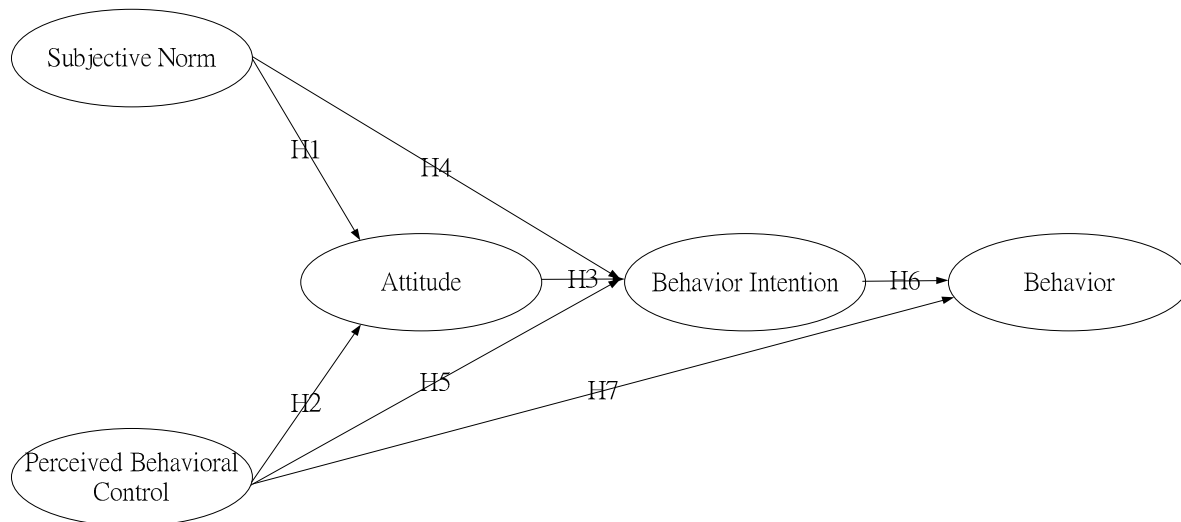 Subjective Norm
H1
H4
Attitude
H3
Behavior Intention
H6
Behavior
H5
H7
H2
Perceived Behavioral
Control